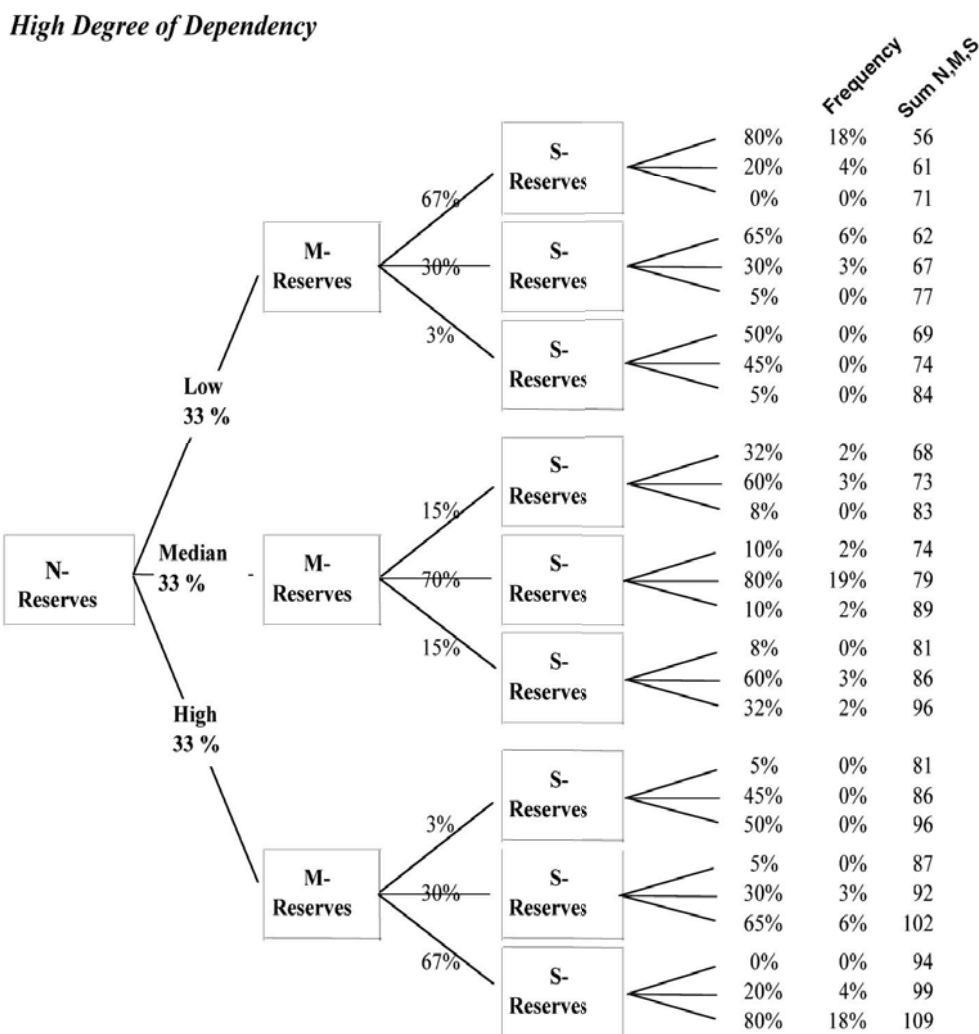 High Degree of Dependency
Frequency Sum N,M,S
80% 18% 56
S-
Reserves
20% 4% 61
0% 0% 71
67%
M-
Reserves
65% 6% 62
S-
Reserves
30%
30% 3% 67
5% 0% 77
3%
50% 0% 69
S-
Reserves
45% 0% 74
5% 0% 84
Low
33 %
32% 2% 68
S-
Reserves
60% 3% 73
8% 0% 83
15%
N-
Reserves
Median
33 %
M-
Reserves
10% 2% 74
S-
Reserves
70%
80% 19% 79
10% 2% 89
15%
8% 0% 81
S-
Reserves
60% 3% 86
32% 2% 96
High
33 %
5% 0% 81
S-
Reserves
45% 0% 86
50% 0% 96
3%
M-
Reserves
5% 0% 87
S-
Reserves
30%
30% 3% 92
65% 6% 102
67%
0% 0% 94
S-
Reserves
20% 4% 99
80% 18% 109